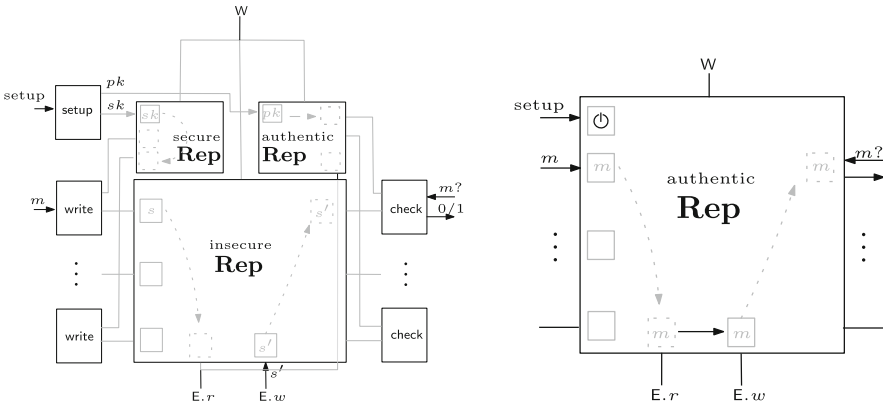 W
setup
setup
pk
sk
sk
secure
Rep
pk
authentic
Rep
m
write
s
s'
insecure
Rep
check
m?
0/1
write
s'
s'
check
E.r
E.w
W
setup
m
m
m
m?
authentic
Rep
m
m
E.r
E.w